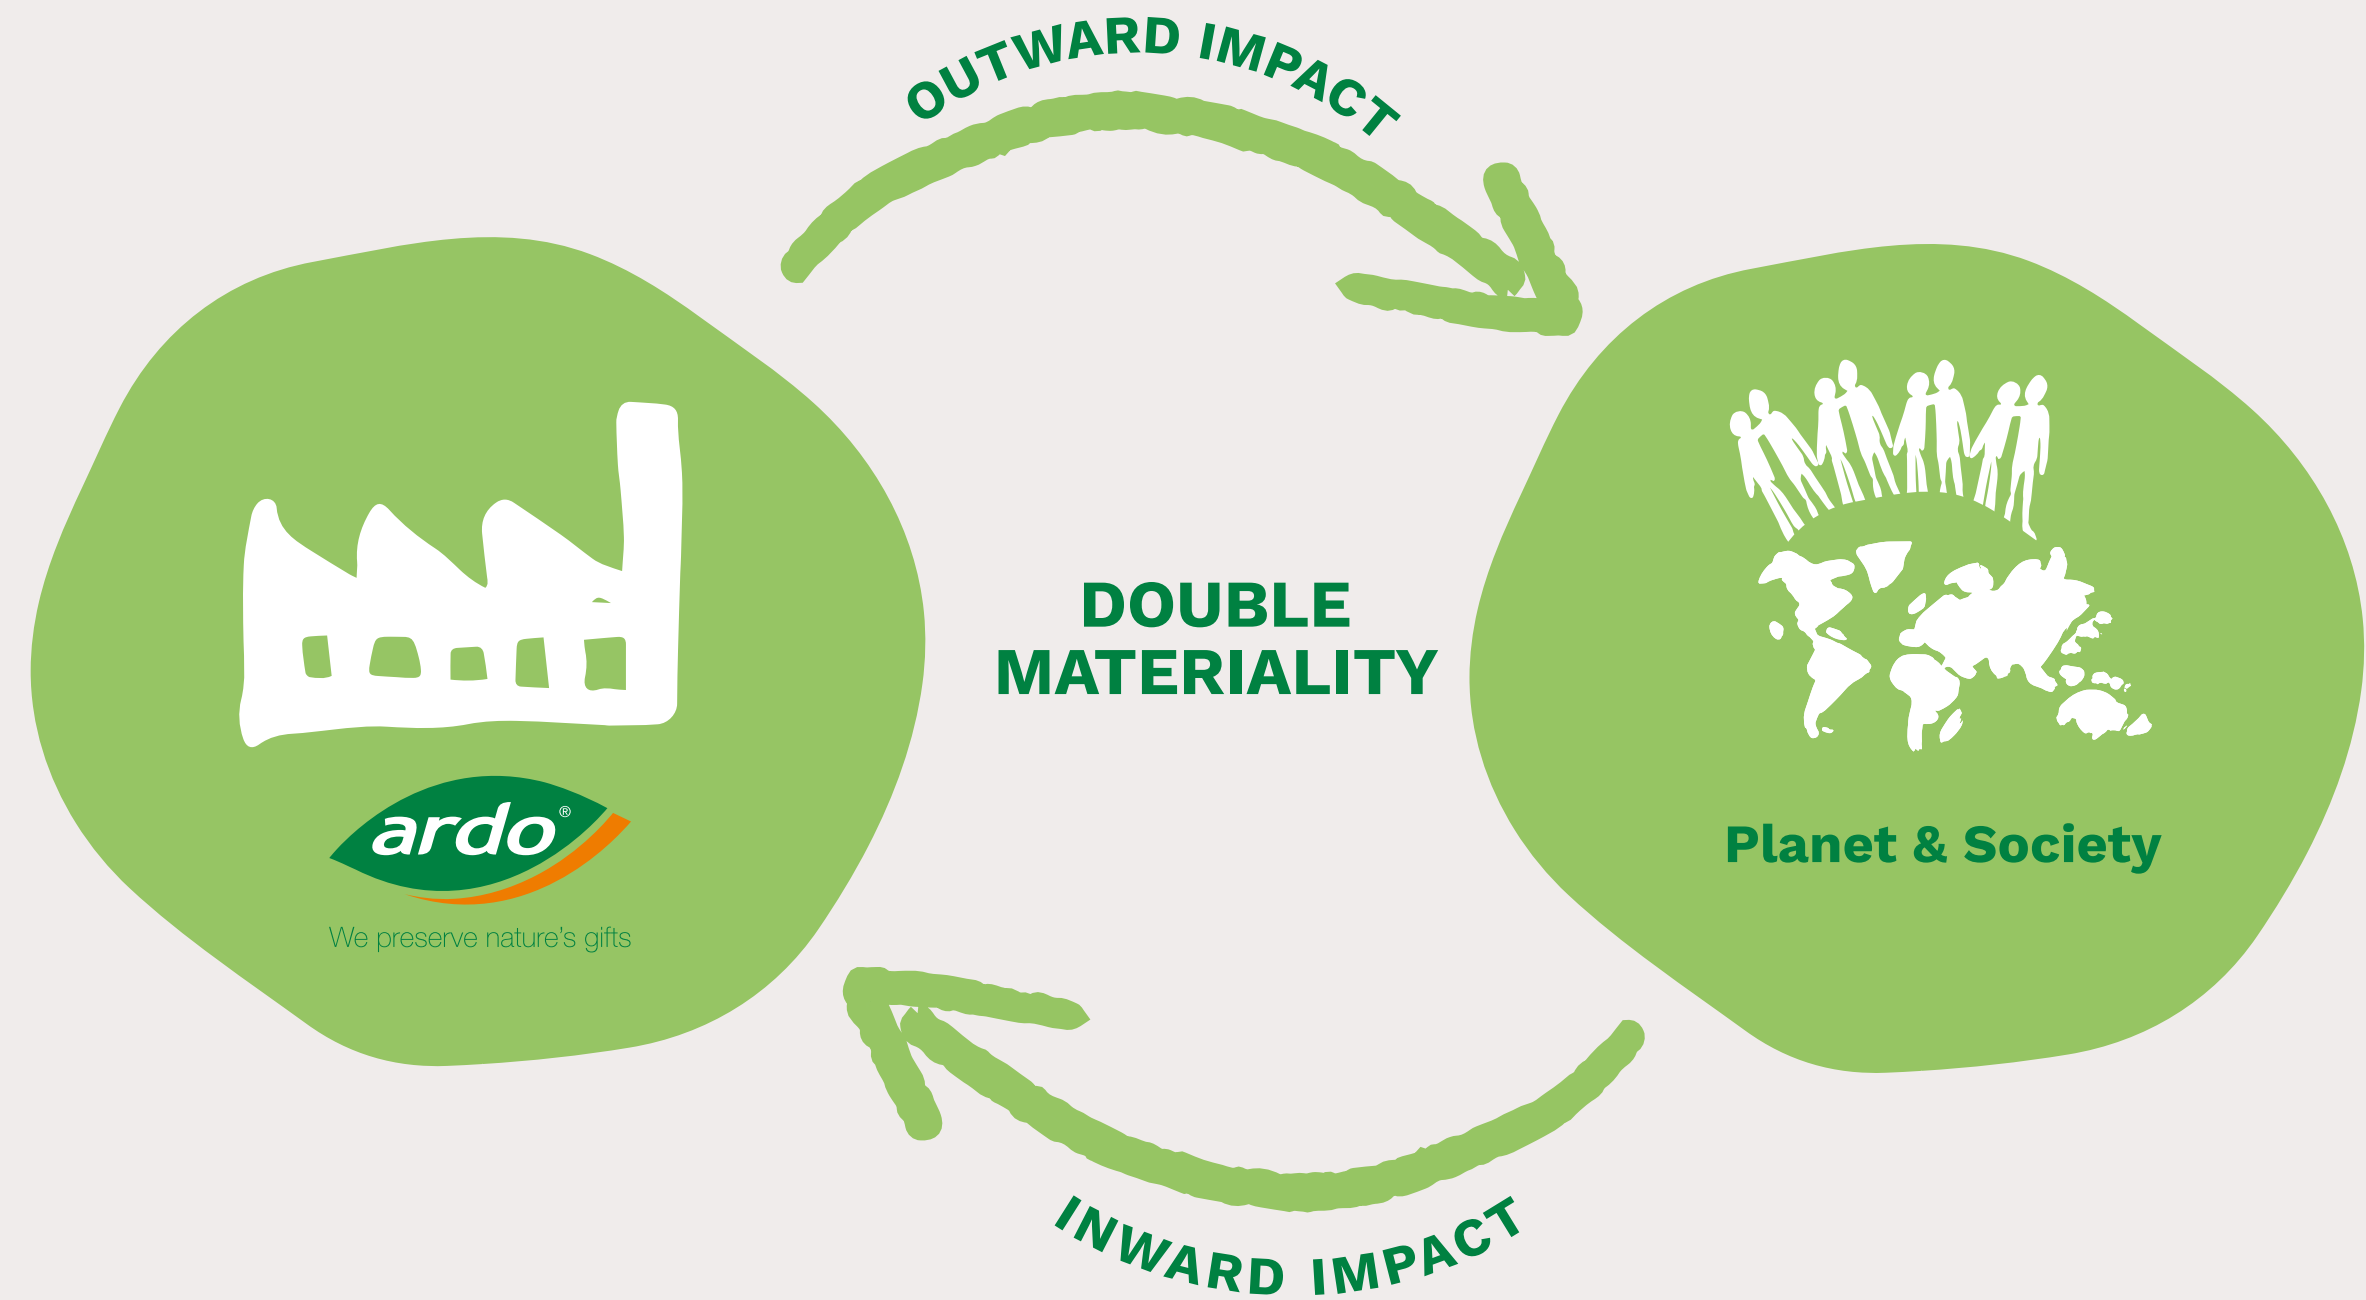 OUTWARD IMPACT
DOUBLE
MATERIALITY
ardo®
We preserve nature's gifts
Planet & Society
INWARD IMPACT